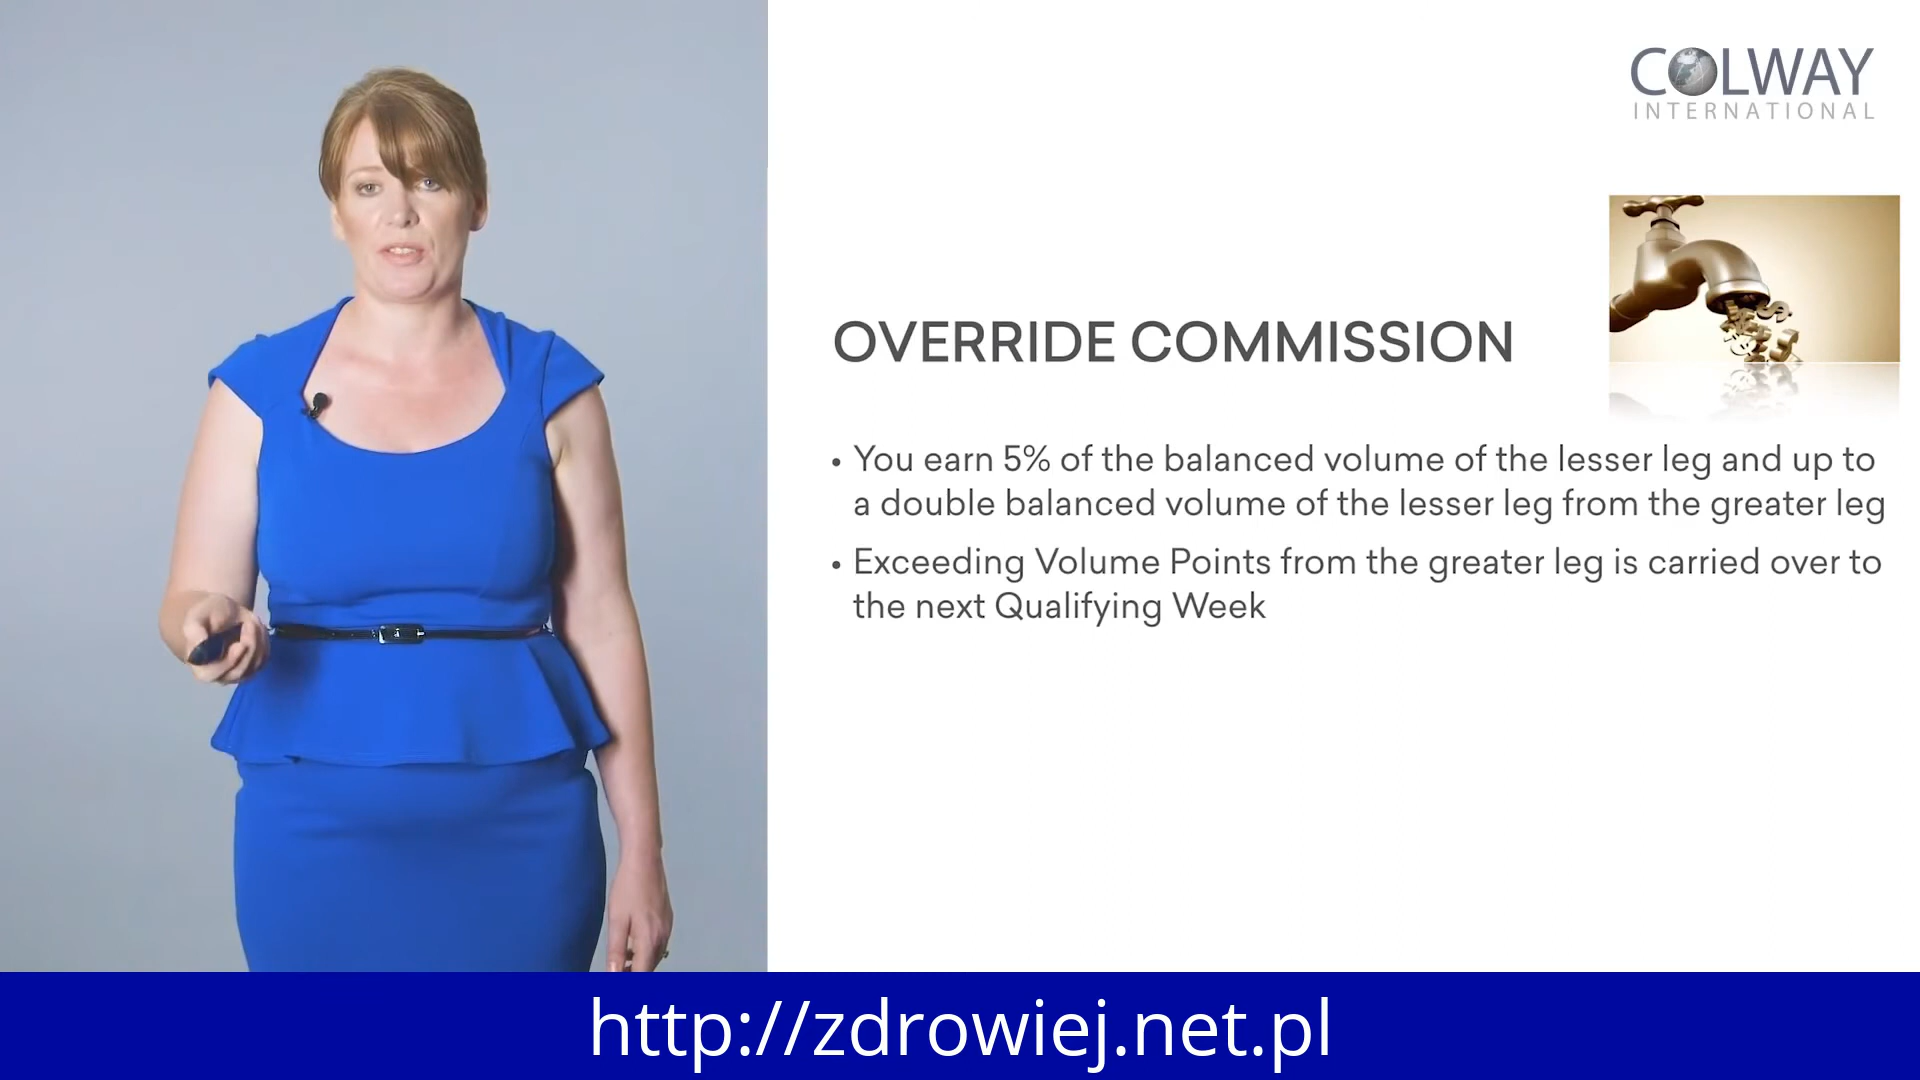 COLWAY
INTERNATIONAL
OVERRIDE COMMISSION
• You earn 5% of the balanced volume of the lesser leg and up to
a double balanced volume of the lesser leg from the greater leg
• Exceeding Volume Points from the greater leg is carried over to
the next Qualifying Week
http://zdrowiej.net.pl